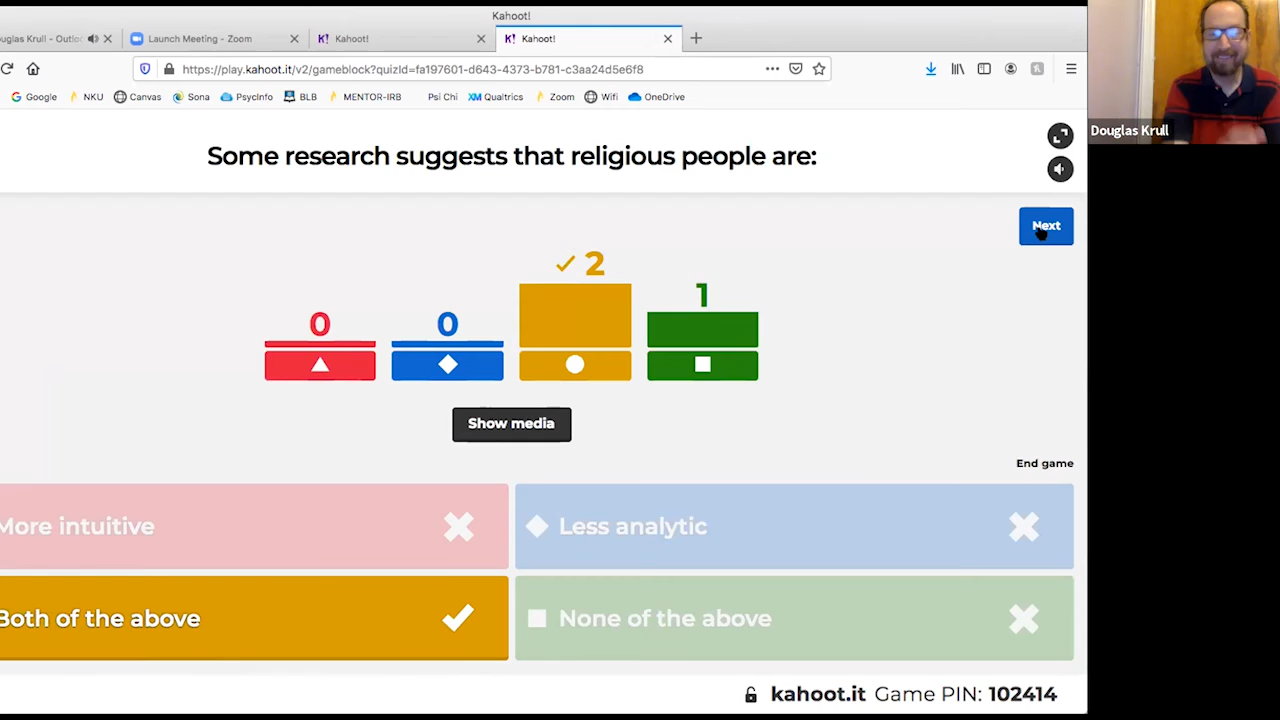 Kahoot!
uglas Krull - Outloo
Launch Meeting - Zoom
Kahoot!
Kahoot!
https://play.kahoot.it/v2/gameblock?quizId=fa197601-d643-4373-b781-c3aa24d5e6f8
Google NKU Canvas Sona PsycInfo BLB MENTOR-IRB Psi Chi Qualtrics Zoom Wifi OneDrive
Douglas Krull
Some research suggests that religious people are:
Next
2
1
0
0
Show media
End game
More intuitive
Less analytic
Both of the above
None of the above
kahoot.it Game PIN: 102414